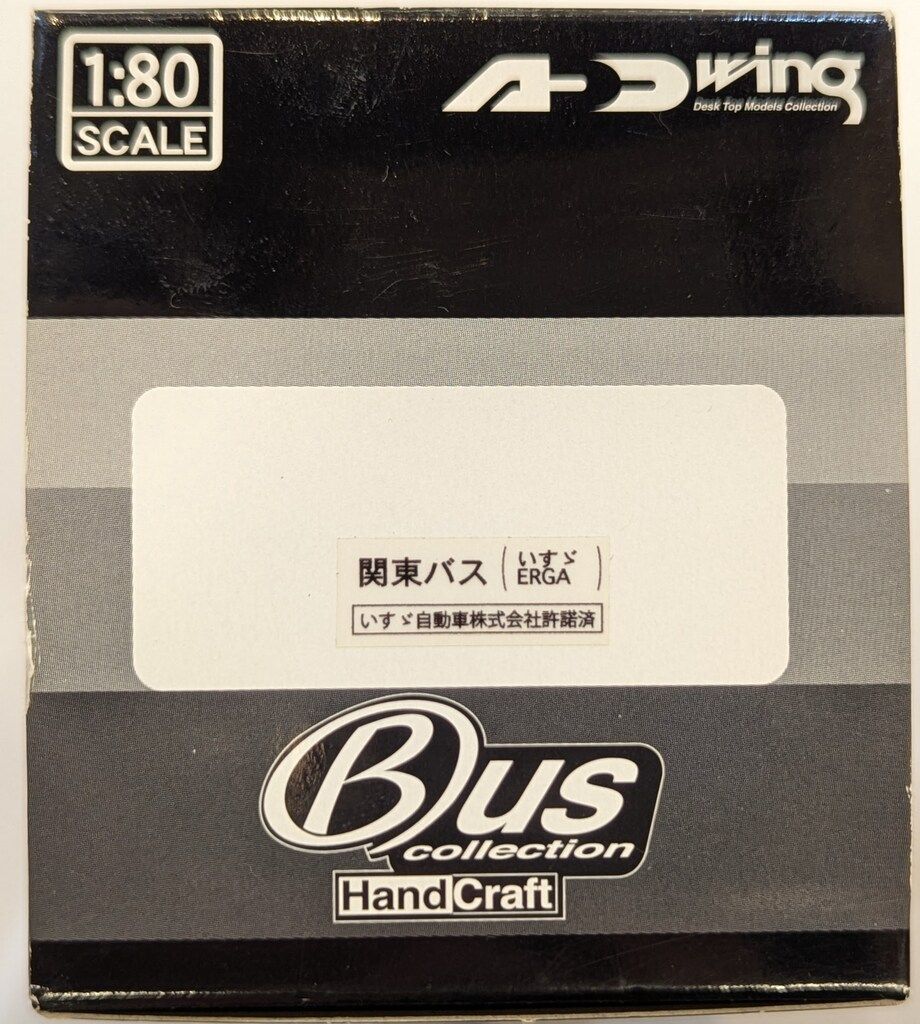 1:80
SCALE
ADDwing
Desk Top Models Collection
関東バス (いすゞ
ERGA)
いすゞ自動車株式会社許諾済
Bus
collection
HandCraft